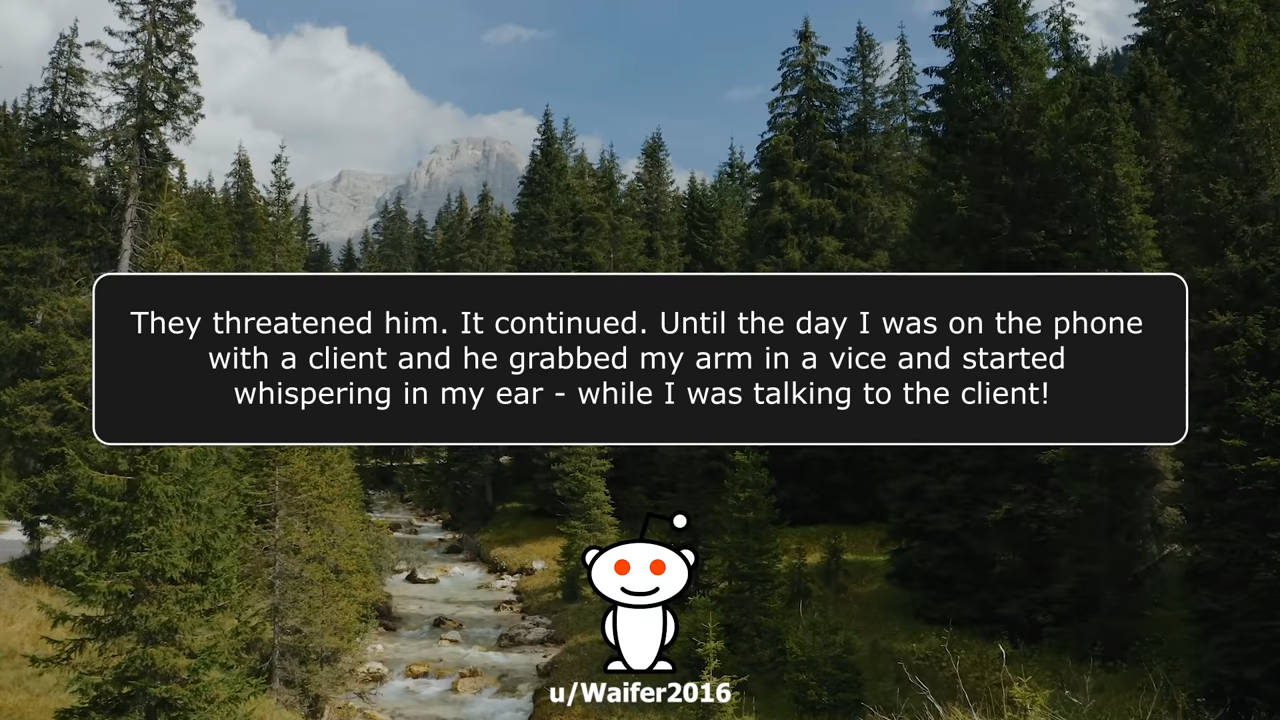 They threatened him. It continued. Until the day I was on the phone
with a client and he grabbed my arm in a vice and started
whispering in my ear - while I was talking to the client!
u/Waifer2016